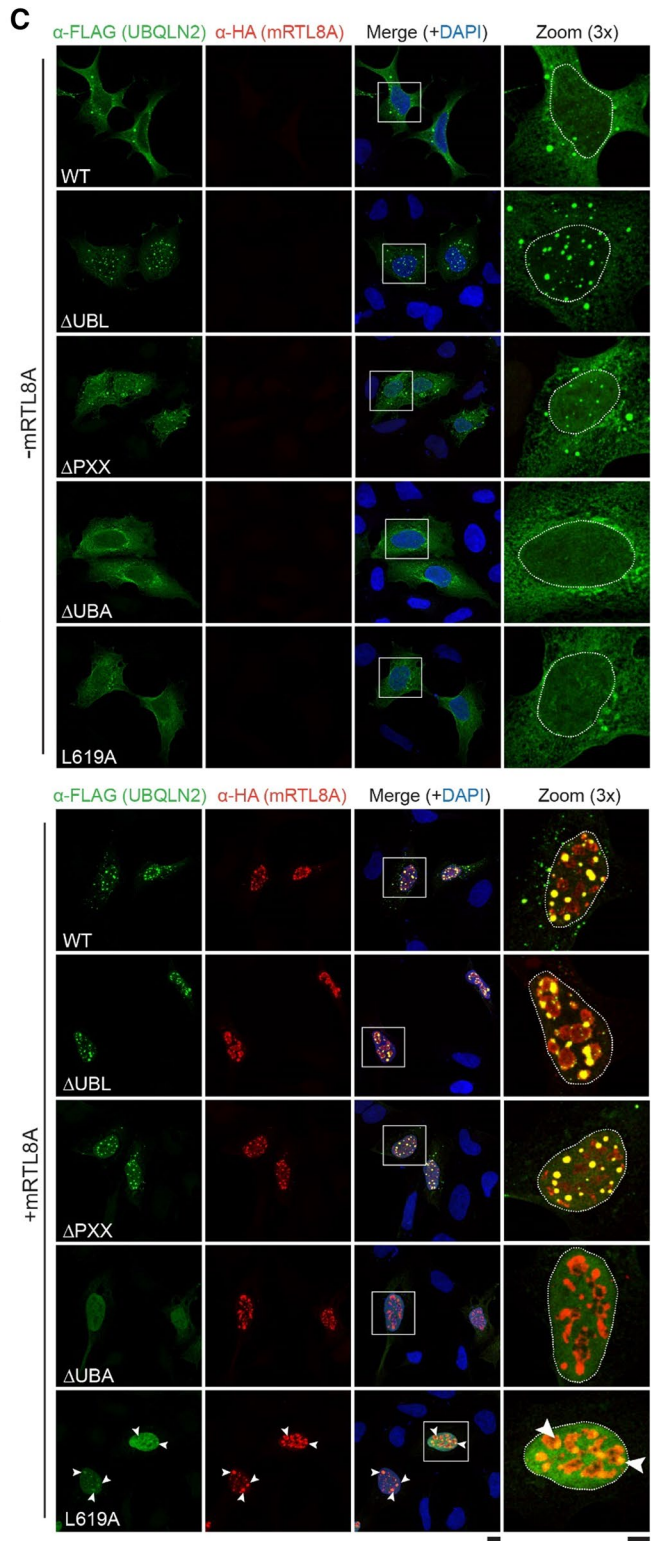 C
α-FLAG (UBQLN2) α-HA (mRTL8A) Merge (+DAPI) Zoom (3x)
-mRTL8A
WT
ΔUBL
ΔPXX
ΔUBA
L619A
α-FLAG (UBQLN2) α-HA (mRTL8A) Merge (+DAPI) Zoom (3x)
+mRTL8A
WT
ΔUBL
ΔPXX
ΔUBA
L619A